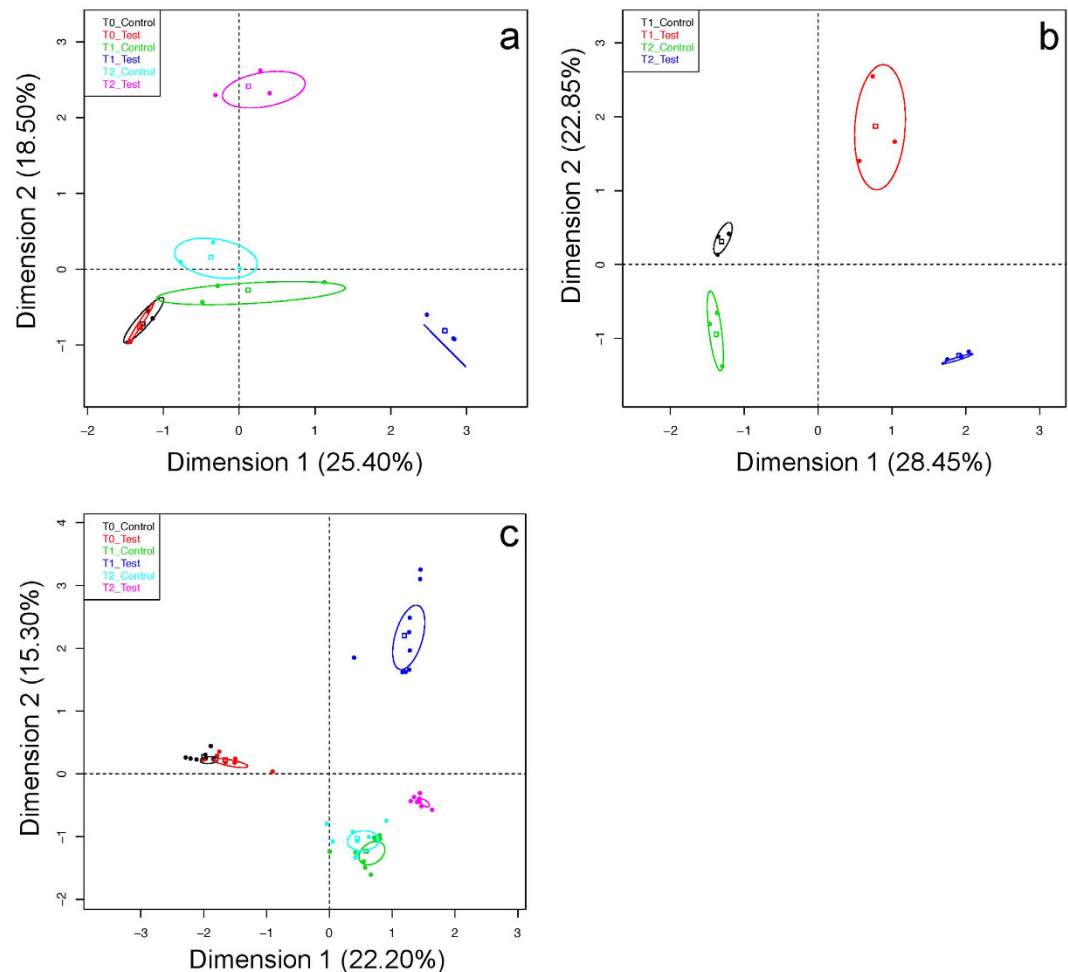 T0_Control
T0_Test
T1_Control
T1_Test
T2_Control
T2_Test
a
3
2
1
0
−1
Dimension 2 (18.50%)
−2 −1 0 1 2 3
Dimension 1 (25.40%)
T1_Control
T1_Test
T2_Control
T2_Test
b
3
2
1
0
−1
Dimension 2 (22.85%)
−2 −1 0 1 2 3
Dimension 1 (28.45%)
T0_Control
T0_Test
T1_Control
T1_Test
T2_Control
T2_Test
c
4
3
2
1
0
−1
−2
Dimension 2 (15.30%)
−3 −2 −1 0 1 2 3
Dimension 1 (22.20%)